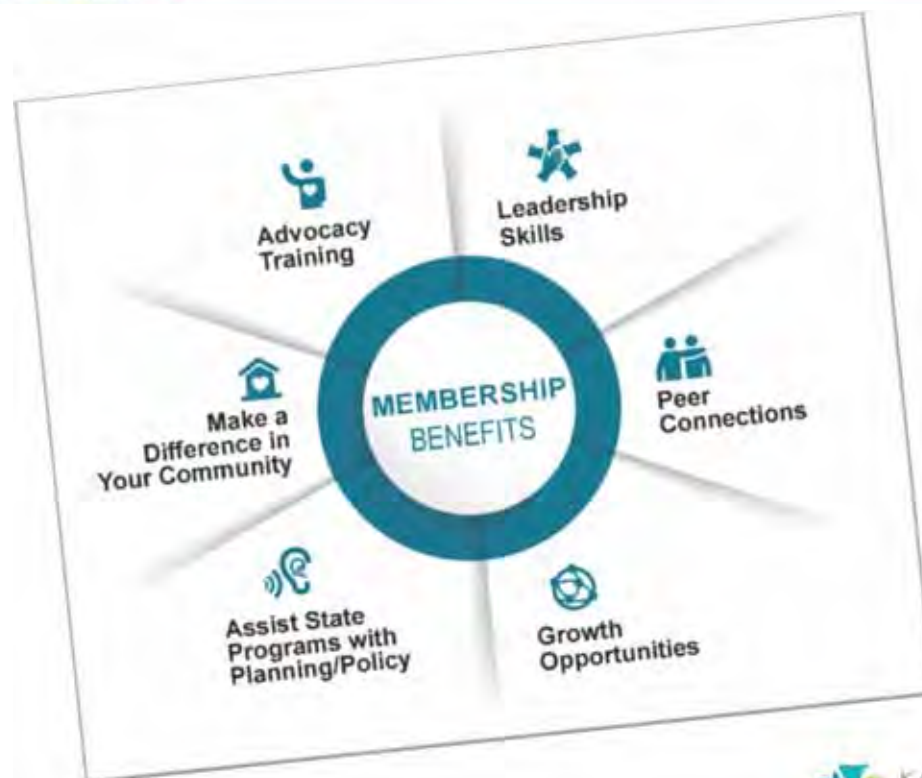 Advocacy
Training
Leadership
Skills
MEMBERSHIP
BENEFITS
Make a
Difference in
Your Community
Peer
Connections
Assist State
Programs with
Planning/Policy
Growth
Opportunities